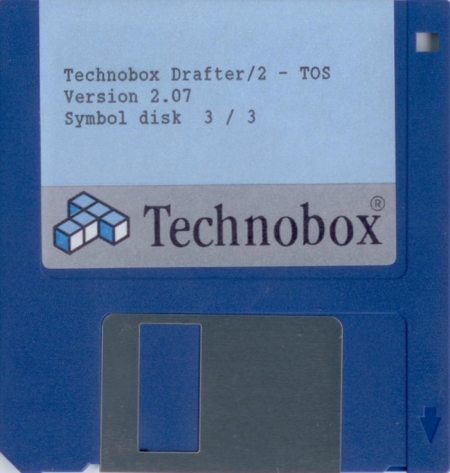 Technobox Drafter/2 - TOS
Version 2.07
Symbol disk 3 / 3
Technobox®